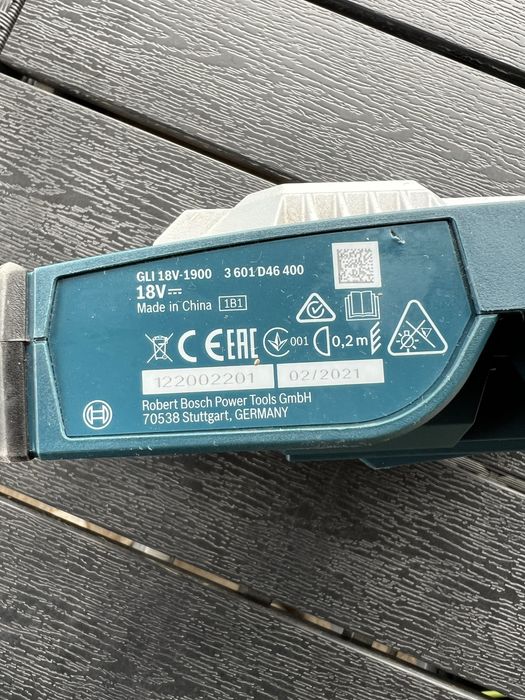 GLI 18V-1900 3 601 D46 400
18V
Made in China 1B1
CE EAC 001 0,2 m
122002201 02/2021
Robert Bosch Power Tools GmbH
70538 Stuttgart, GERMANY